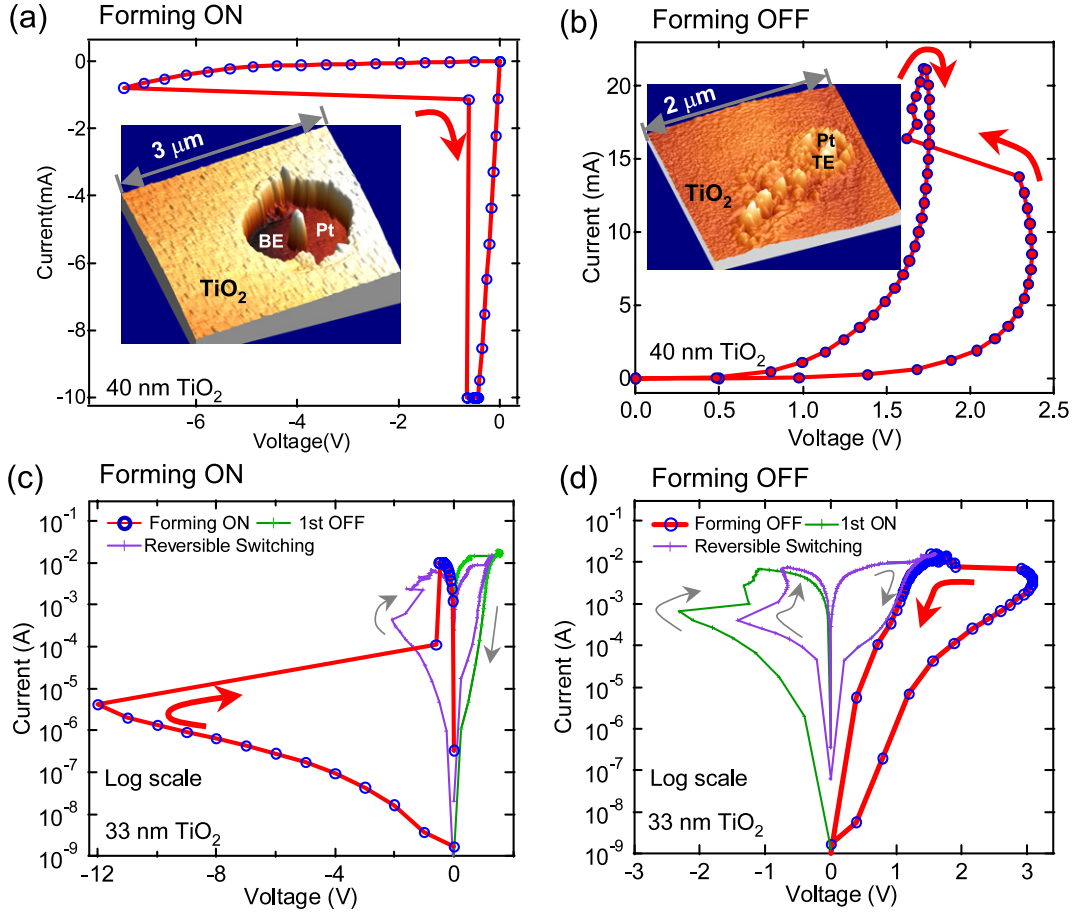 (a) Forming ON
0
-2
-4
-6
-8
-10
Current(mA)
3 μm
BE
Pt
TiO2
40 nm TiO2
-6 -4 -2 0
Voltage(V)
(b) Forming OFF
20
15
10
5
0
Current (mA)
2 μm
Pt
TE
TiO2
40 nm TiO2
0.0 0.5 1.0 1.5 2.0 2.5
Voltage (V)
(c) Forming ON
Forming ON 1st OFF
Reversible Switching
10-1
10-2
10-3
10-4
10-5
10-6
10-7
10-8
10-9
Current (A)
Log scale
33 nm TiO2
-12 -8 -4 0
Voltage (V)
(d) Forming OFF
Forming OFF 1st ON
Reversible Switching
10-1
10-2
10-3
10-4
10-5
10-6
10-7
10-8
10-9
Current (A)
Log scale
33 nm TiO2
-3 -2 -1 0 1 2 3
Voltage (V)